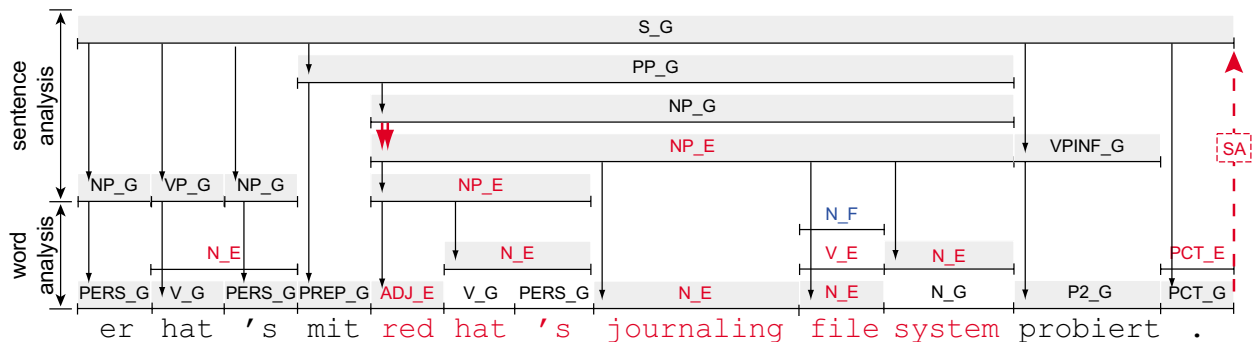 S_G
sentence analysis
PP_G
NP_G
NP_E VPINF_G SA
NP_G VP_G NP_G NP_E
word analysis
N_F
N_E N_E V_E N_E PCT_E
PERS_G V_G PERS_G PREP_G ADJ_E V_G PERS_G N_E N_E N_G P2_G PCT_G
er hat 's mit red hat 's journaling file system probiert .